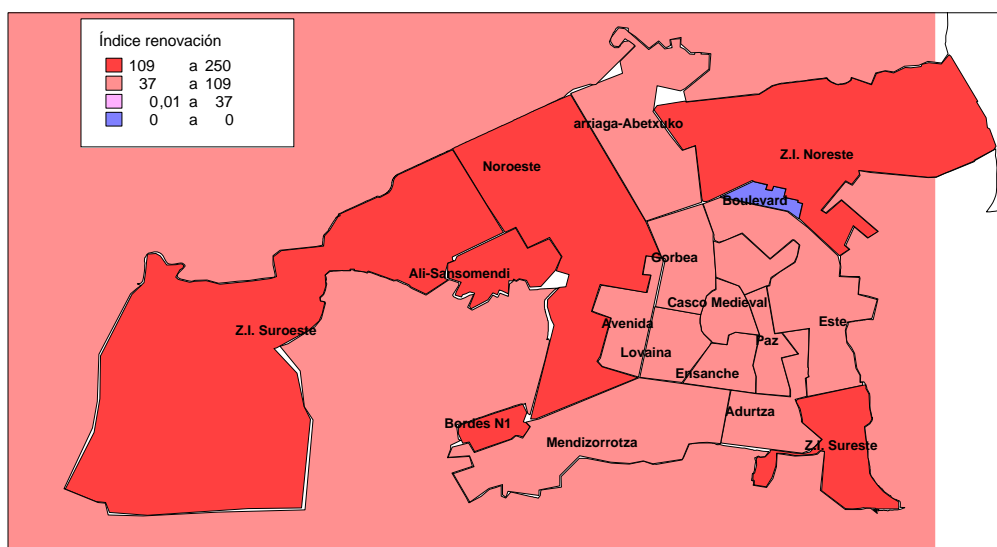 Índice renovación
109 a 250
37 a 109
0,01 a 37
0 a 0
arriaga-Abetxuko
Noroeste
Z.I. Noreste
Boulevard
Gorbea
Ali-Sansomendi
Casco Medieval
Z.I. Suroeste
Avenida
Este
Paz
Lovaina
Ensanche
Adurtza
Bordes N1
Mendizorrotza
Z.I. Sureste